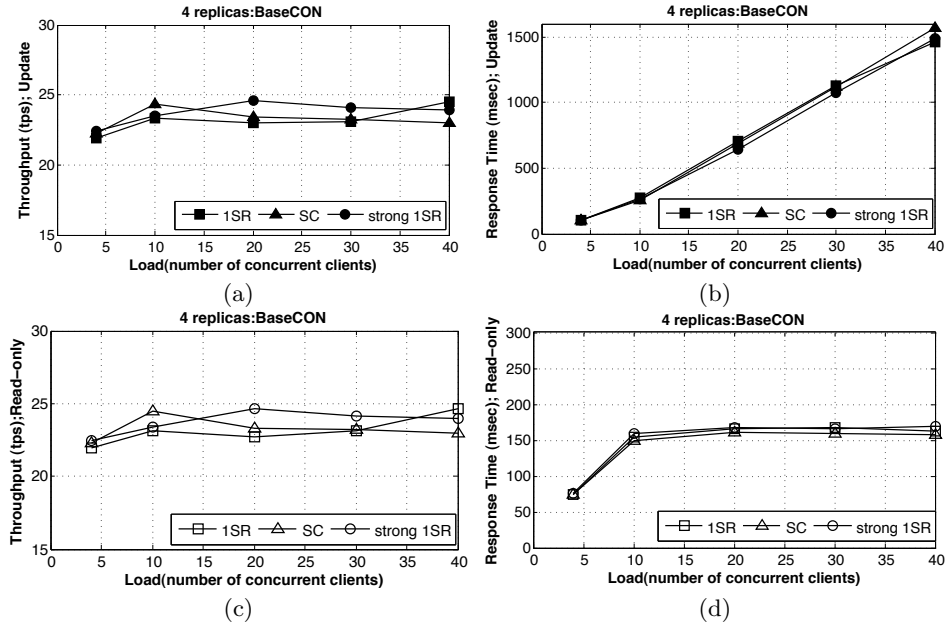 4 replicas:BaseCON
30
25
20
15
Throughput (tps); Update
1SR SC strong 1SR
0 5 10 15 20 25 30 35 40
Load(number of concurrent clients)
(a)
4 replicas:BaseCON
1500
1000
500
0
Response Time (msec); Update
1SR SC strong 1SR
0 5 10 15 20 25 30 35 40
Load(number of concurrent clients)
(b)
4 replicas:BaseCON
30
25
20
15
Throughput (tps);Read-only
1SR SC strong 1SR
0 5 10 15 20 25 30 35 40
Load(number of concurrent clients)
(c)
4 replicas:BaseCON
300
250
200
150
100
50
0
Response Time (msec); Read-only
1SR SC strong 1SR
0 5 10 15 20 25 30 35 40
Load(number of concurrent clients)
(d)